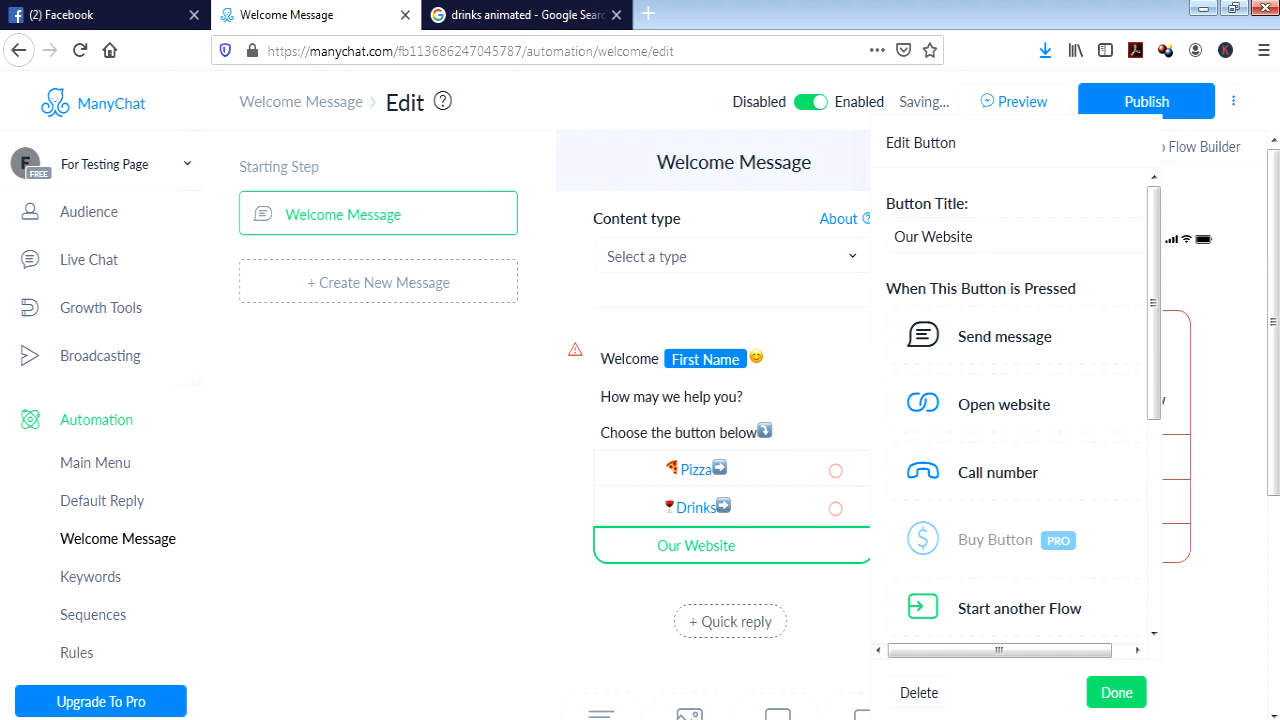 (2) Facebook
Welcome Message
drinks animated - Google Searc
https://manychat.com/fb113686247045787/automation/welcome/edit
K
ManyChat
Welcome Message
Edit
?
Disabled
Enabled
Saving...
Preview
Publish
F
FREE
For Testing Page
Audience
Live Chat
Growth Tools
Broadcasting
Automation
Main Menu
Default Reply
Welcome Message
Keywords
Sequences
Rules
Upgrade To Pro
Starting Step
Welcome Message
+ Create New Message
Welcome Message
Content type
About
Select a type
Welcome First Name
How may we help you?
Choose the button below
Pizza
Drinks
Our Website
+ Quick reply
Edit Button
Button Title:
Our Website
When This Button is Pressed
Send message
Open website
Call number
Buy Button PRO
Start another Flow
Delete
Done
Flow Builder